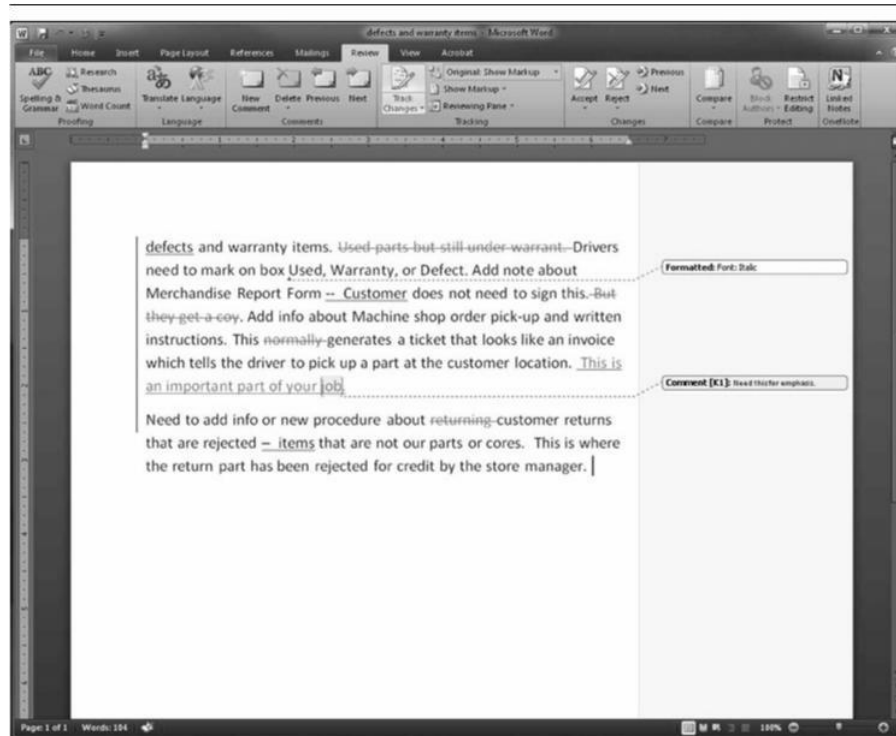 defects and warranty items - Microsoft Word
File Home Insert Page Layout References Mailings Review View Acrobat
ABC Spelling & Grammar
Research
Thesaurus
Word Count
Proofing
Translate Language
Language
New Comment Delete Previous Next
Comments
Track Changes
Original: Show Markup
Show Markup
Reviewing Pane
Tracking
Accept Reject
Previous
Next
Changes
Compare
Compare
Block Authors Restrict Editing
Protect
Linked Notes
OneNote
defects and warranty items. Used parts but still under warrant. Drivers
need to mark on box Used, Warranty, or Defect. Add note about
Merchandise Report Form -- Customer does not need to sign this. But
they get a coy. Add info about Machine shop order pick-up and written
instructions. This normally generates a ticket that looks like an invoice
which tells the driver to pick up a part at the customer location. This is
an important part of your job.
Formatted: Font: Italic
Comment [K1]: Need this for emphasis.
Need to add info or new procedure about returning customer returns
that are rejected – items that are not our parts or cores. This is where
the return part has been rejected for credit by the store manager.
Page: 1 of 1 Words: 104 100%